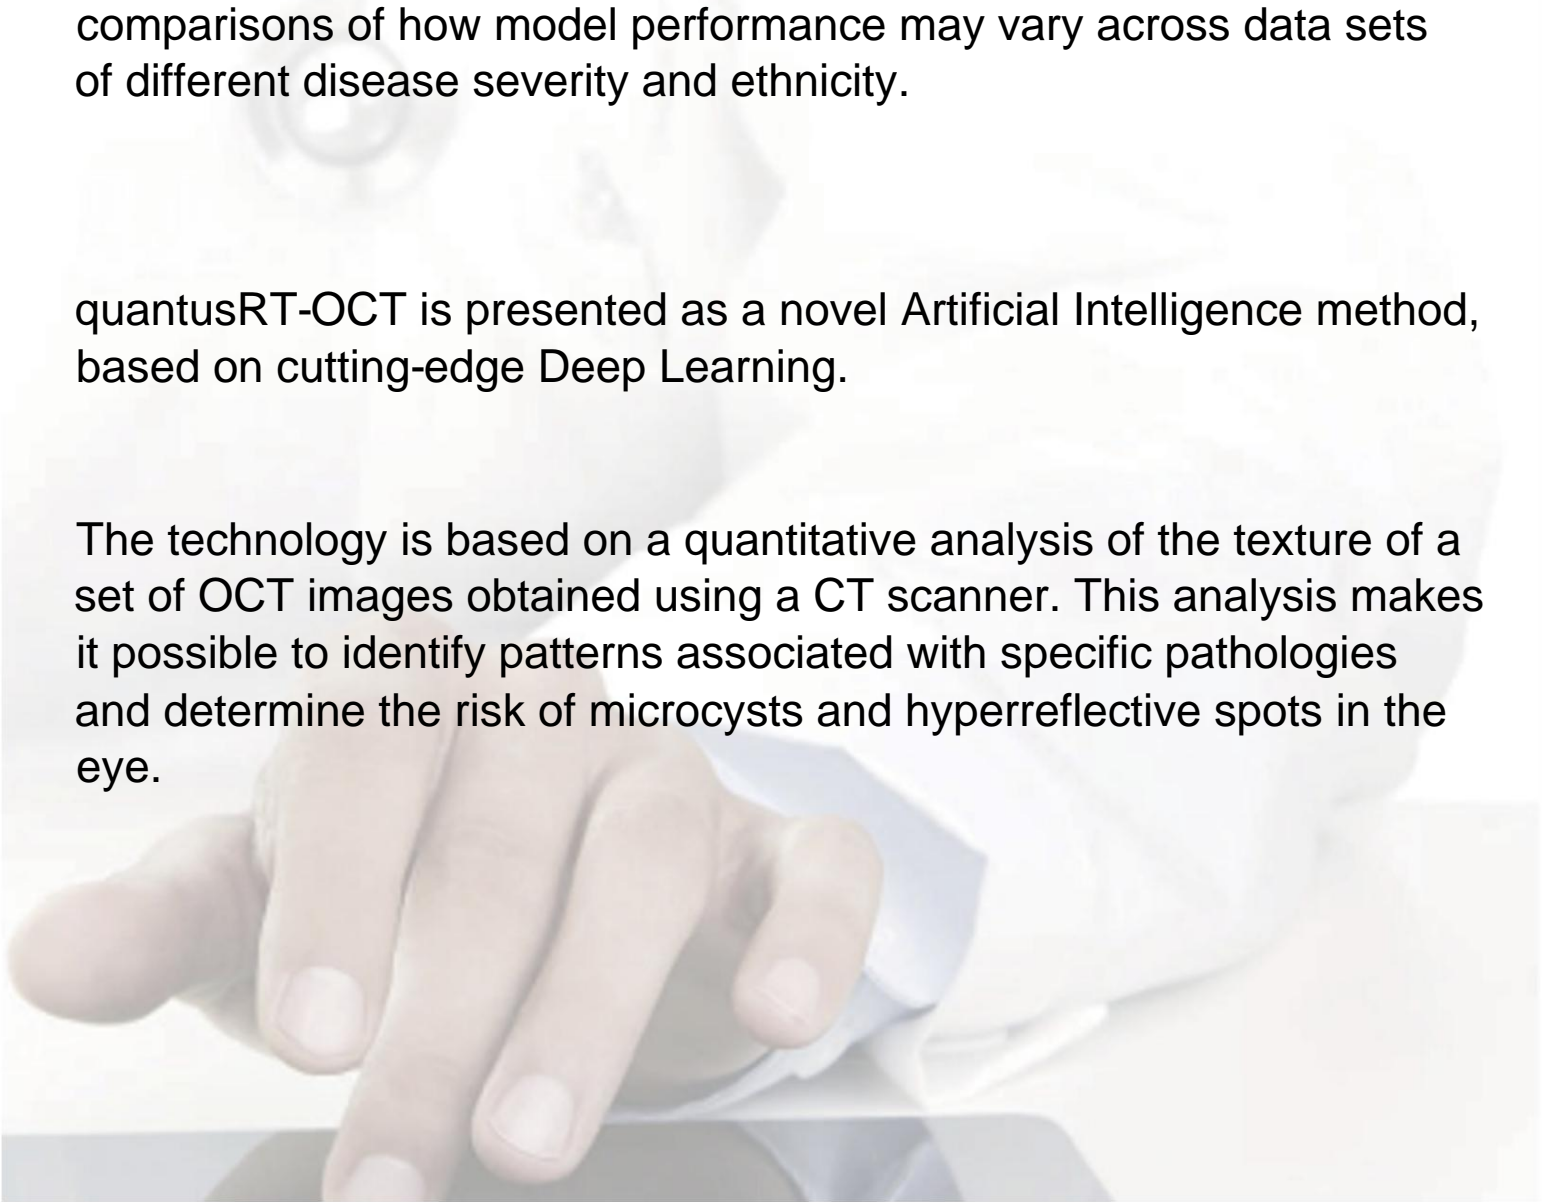 comparisons of how model performance may vary across data sets
of different disease severity and ethnicity.
quantusRT-OCT is presented as a novel Artificial Intelligence method,
based on cutting-edge Deep Learning.
The technology is based on a quantitative analysis of the texture of a
set of OCT images obtained using a CT scanner. This analysis makes
it possible to identify patterns associated with specific pathologies
and determine the risk of microcysts and hyperreflective spots in the
eye.